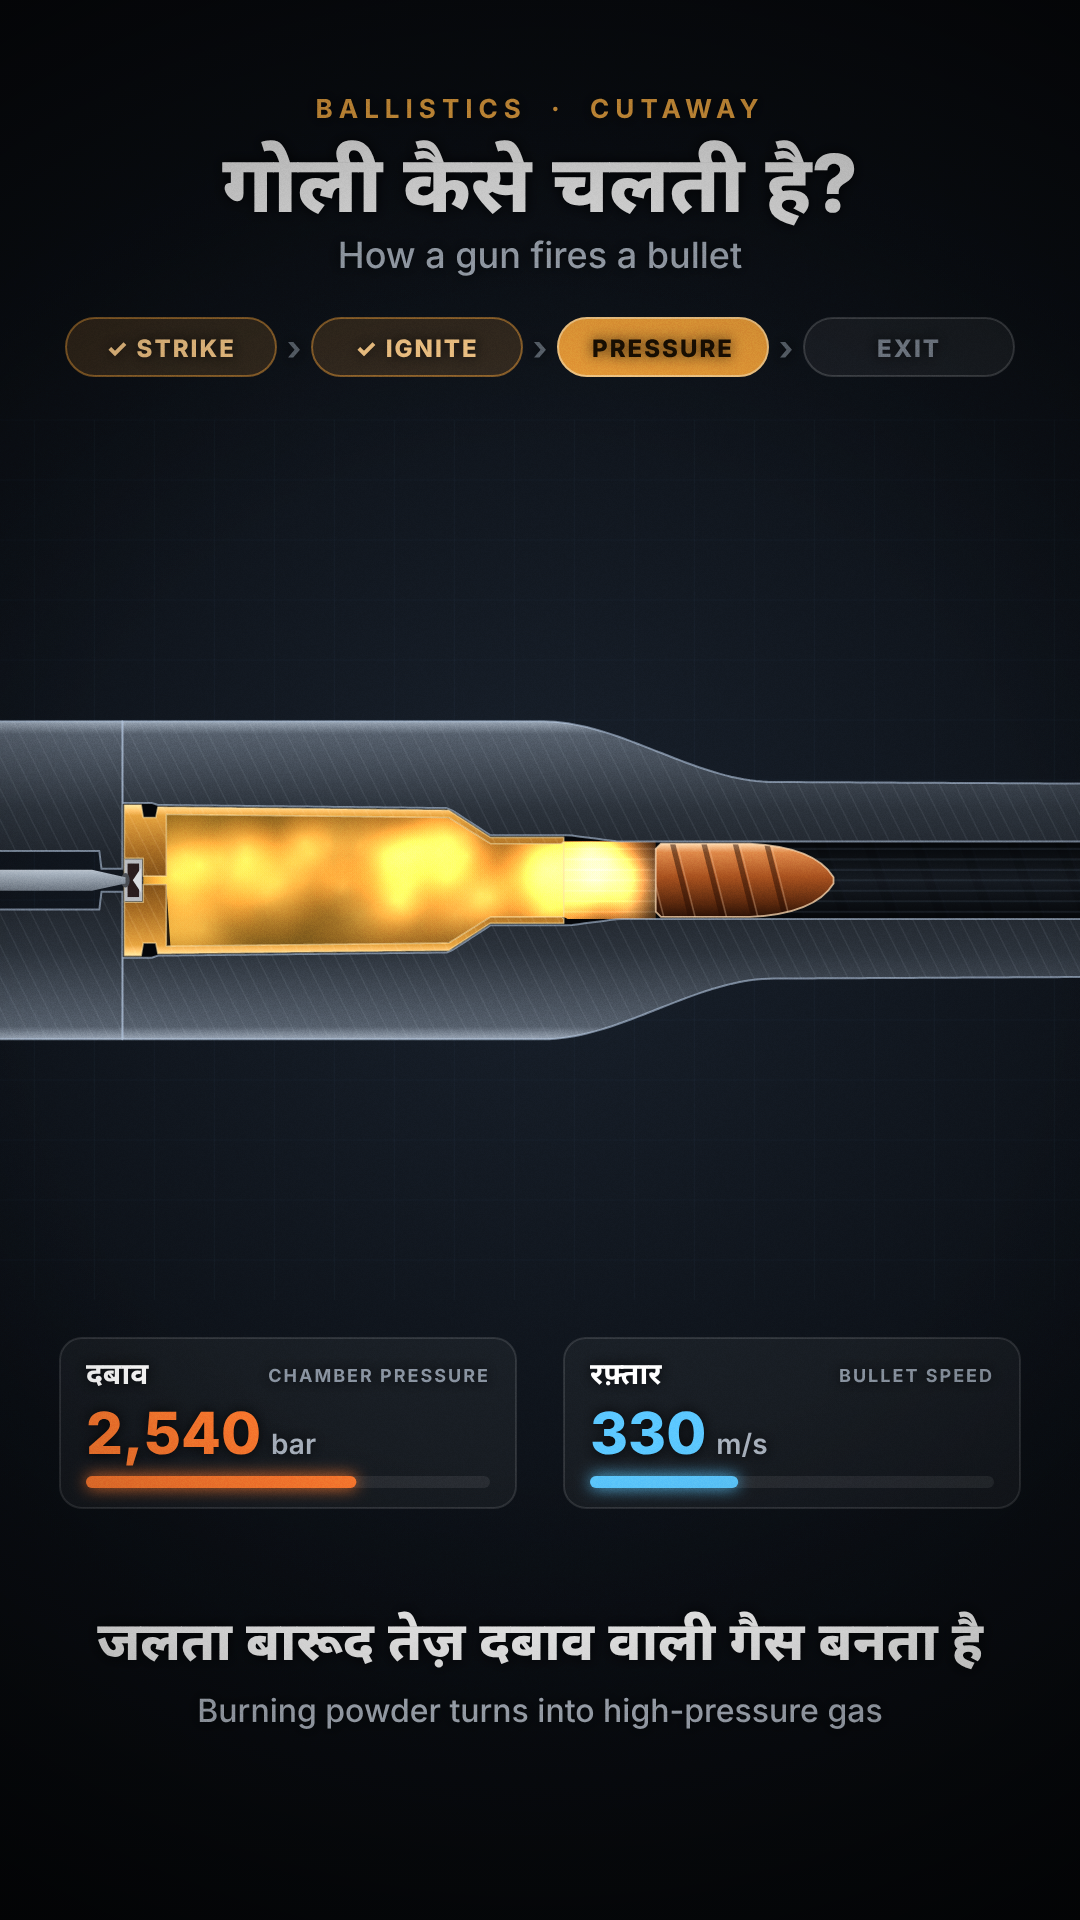 BALLISTICS · CUTAWAY
गोली कैसे चलती है?
How a gun fires a bullet
✓ STRIKE › ✓ IGNITE › PRESSURE › EXIT
दबाव CHAMBER PRESSURE
2,540 bar
रफ़्तार BULLET SPEED
330 m/s
जलता बारूद तेज़ दबाव वाली गैस बनता है
Burning powder turns into high-pressure gas